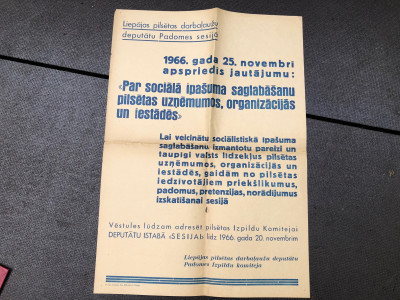 Liepājas pilsētas darbaļaužu
deputātu Padomes sesijā
1966. gada 25. novembrī
apspriedīs jautājumu:
«Par sociālā īpašuma saglabāšanu
pilsētas uzņēmumos, organizācijās
un iestādēs»
Lai veicinātu sociālistiskā īpašuma
saglabāšanu izmantotu pareizi un
taupīgi valsts līdzekļus pilsētas
uzņēmumos, organizācijās un
iestādēs, gaidām no pilsētas
iedzīvotājiem priekšlikumus,
padomus, pretenzijas, norādījumus
izskatīšanai sesijā
Vēstules lūdzam adresēt pilsētas Izpildu Komitejai
DEPUTĀTU ISTABĀ «SESIJAI» līdz 1966. gada 20. novembrim
Liepājas pilsētas darbaļaužu deputātu
Padomes Izpildu komiteja